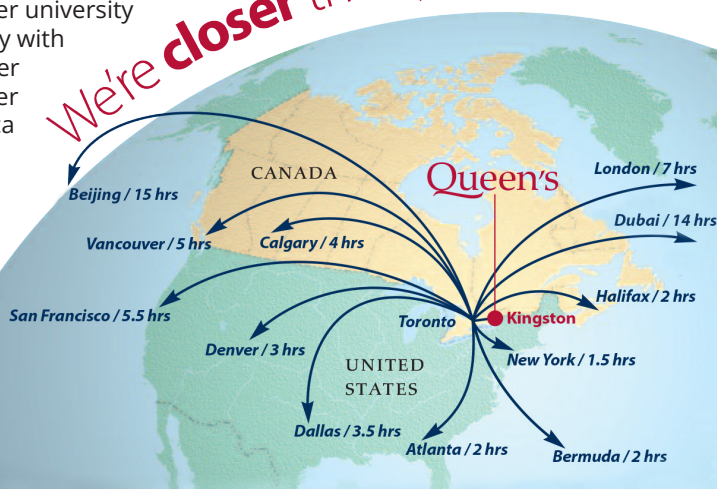 er university
y with
er
er
ta
We're closer
CANADA
Queen's
London / 7 hrs
Beijing / 15 hrs
Dubai / 14 hrs
Vancouver / 5 hrs
Calgary / 4 hrs
Halifax / 2 hrs
San Francisco / 5.5 hrs
Toronto
Kingston
Denver / 3 hrs
New York / 1.5 hrs
UNITED
STATES
Dallas / 3.5 hrs
Atlanta / 2 hrs
Bermuda / 2 hrs